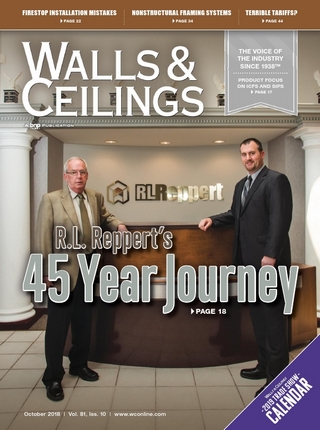 FIRESTOP INSTALLATION MISTAKES
PAGE 22
NONSTRUCTURAL FRAMING SYSTEMS
PAGE 34
TERRIBLE TARIFFS?
PAGE 44
WALLS &
CEILINGS
A bnp PUBLICATION
THE VOICE OF
THE INDUSTRY
SINCE 1938™
PRODUCT FOCUS
ON ICFS AND SIPS
PAGE 11
RLReppert
R.L. Reppert's
45 Year Journey
PAGE 18
2019 TRADE SHOW
CALENDAR
October 2018 | Vol. 81, Iss. 10 | www.wconline.com